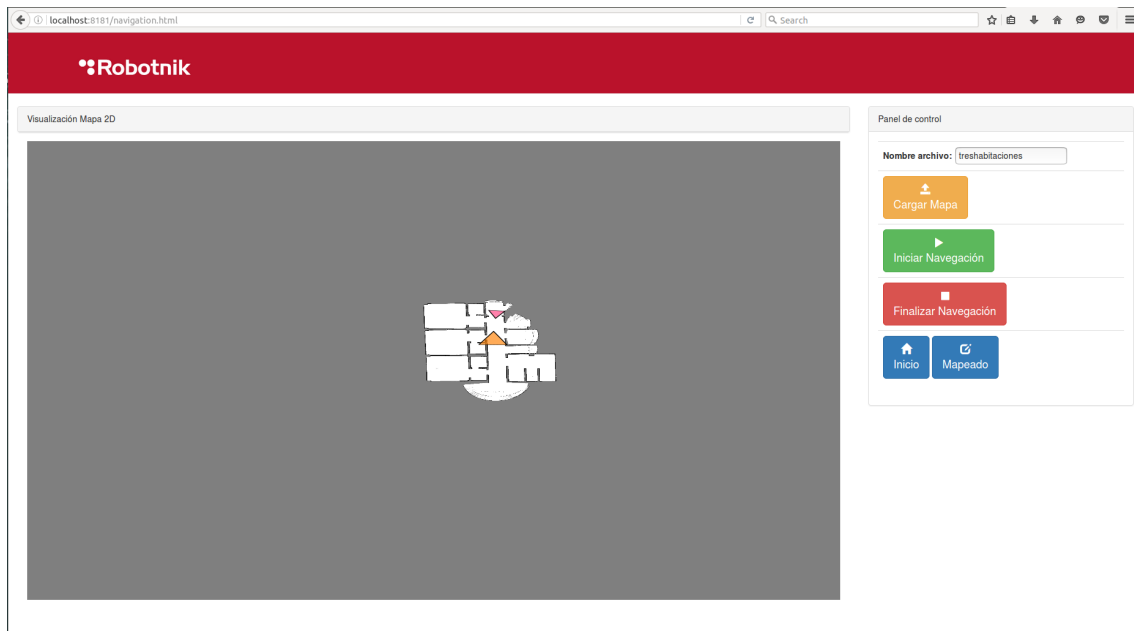 localhost:8181/navigation.html
Search
Robotnik
Visualización Mapa 2D
Panel de control
Nombre archivo: treshabitaciones
Cargar Mapa
Iniciar Navegación
Finalizar Navegación
Inicio
Mapeado